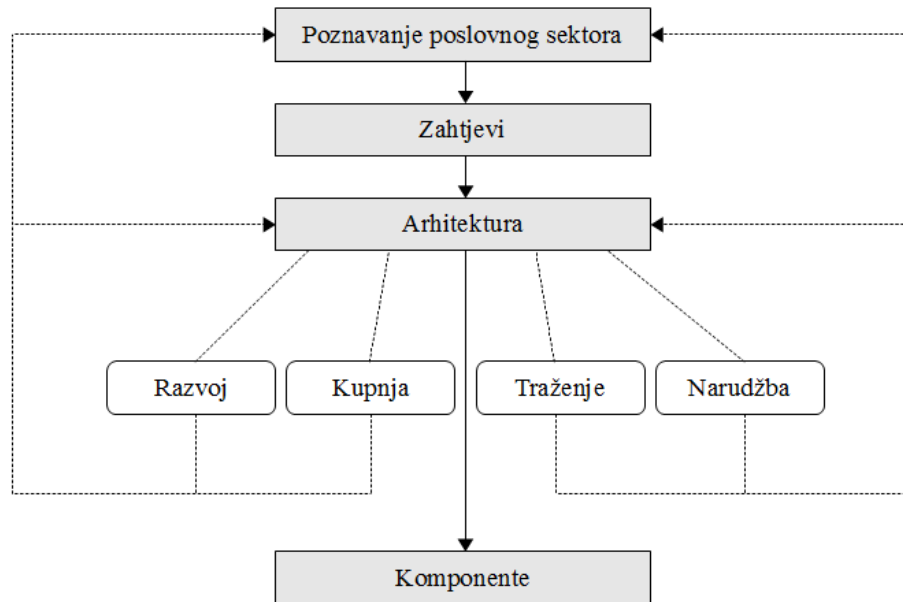 Poznavanje poslovnog sektora
Zahtjevi
Arhitektura
Razvoj
Kupnja
Traženje
Narudžba
Komponente